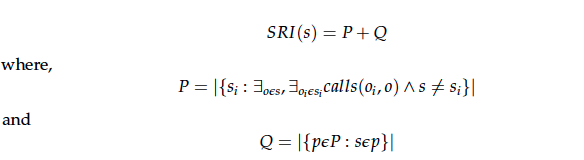 SRI(s) = P + Q
where,
P = |{s_i : ∃_{oϵs}, ∃_{o_iϵs_i} calls(o_i, o) ∧ s ≠ s_i}|
and
Q = |{pϵP : sϵp}|